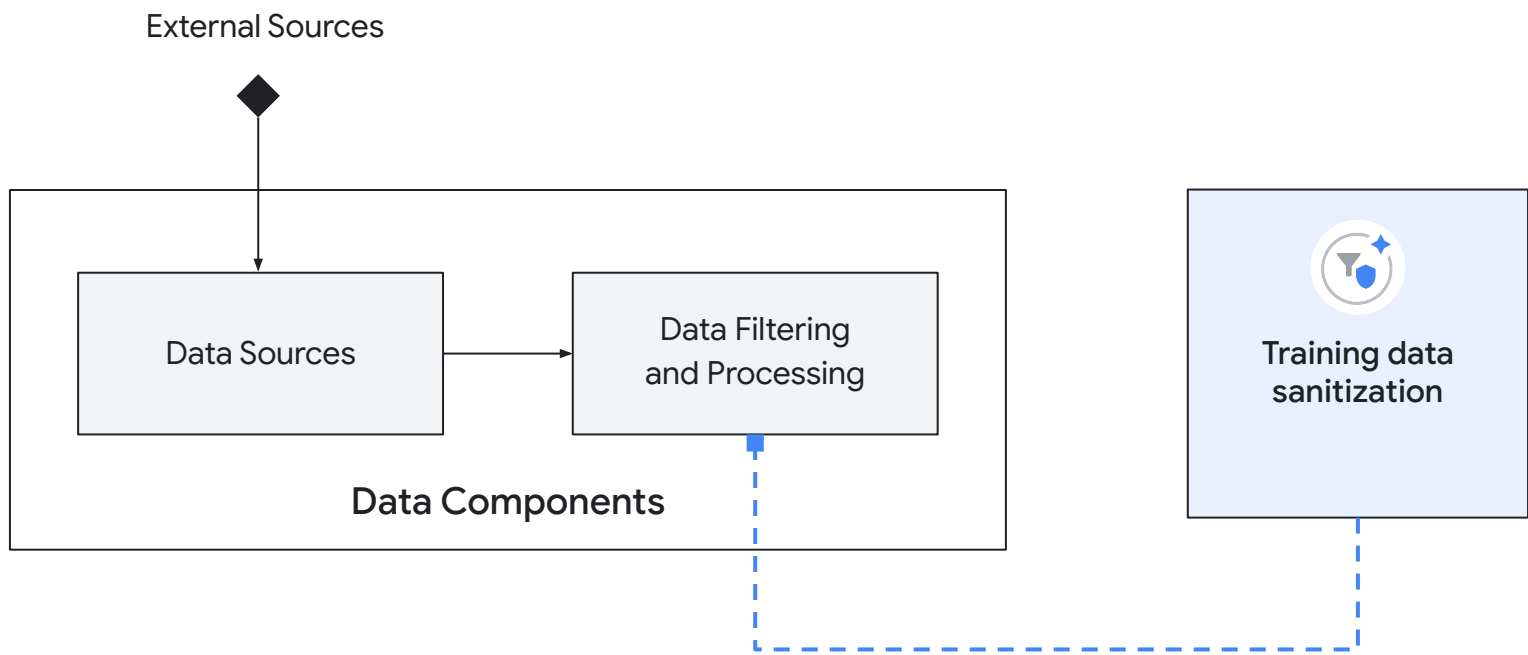 External Sources
Data Sources
Data Filtering
and Processing
Data Components
Training data
sanitization